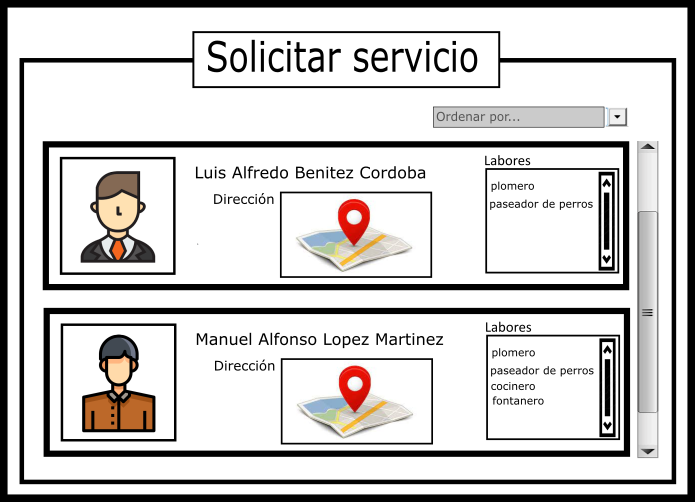 Solicitar servicio
Ordenar por...
Luis Alfredo Benitez Cordoba
Dirección
Labores
plomero
paseador de perros
Manuel Alfonso Lopez Martinez
Dirección
Labores
plomero
paseador de perros
cocinero
fontanero